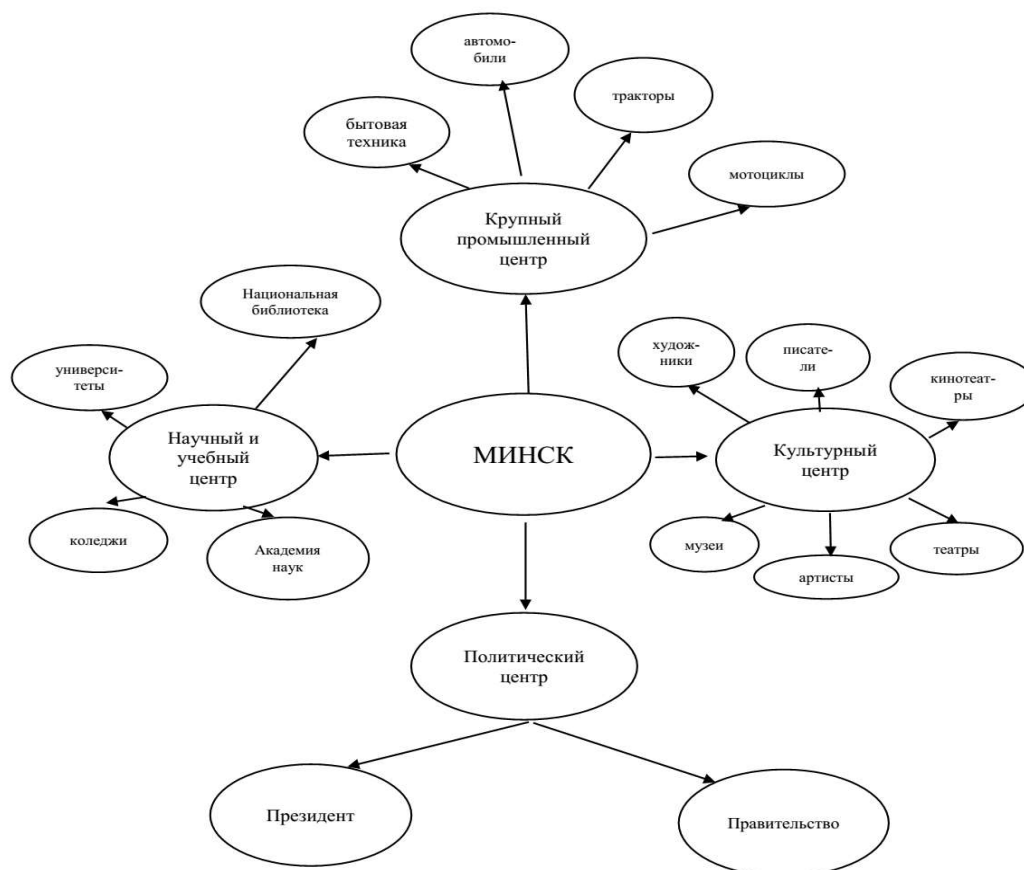 автомо-
били
тракторы
бытовая
техника
мотоциклы
Крупный
промышленный
центр
Национальная
библиотека
худож-
ники
писате-
ли
кинотеат-
ры
универси-
теты
Научный и
учебный
центр
МИНСК
Культурный
центр
коледжи
Академия
наук
музеи
артисты
театры
Политический
центр
Президент
Правительство